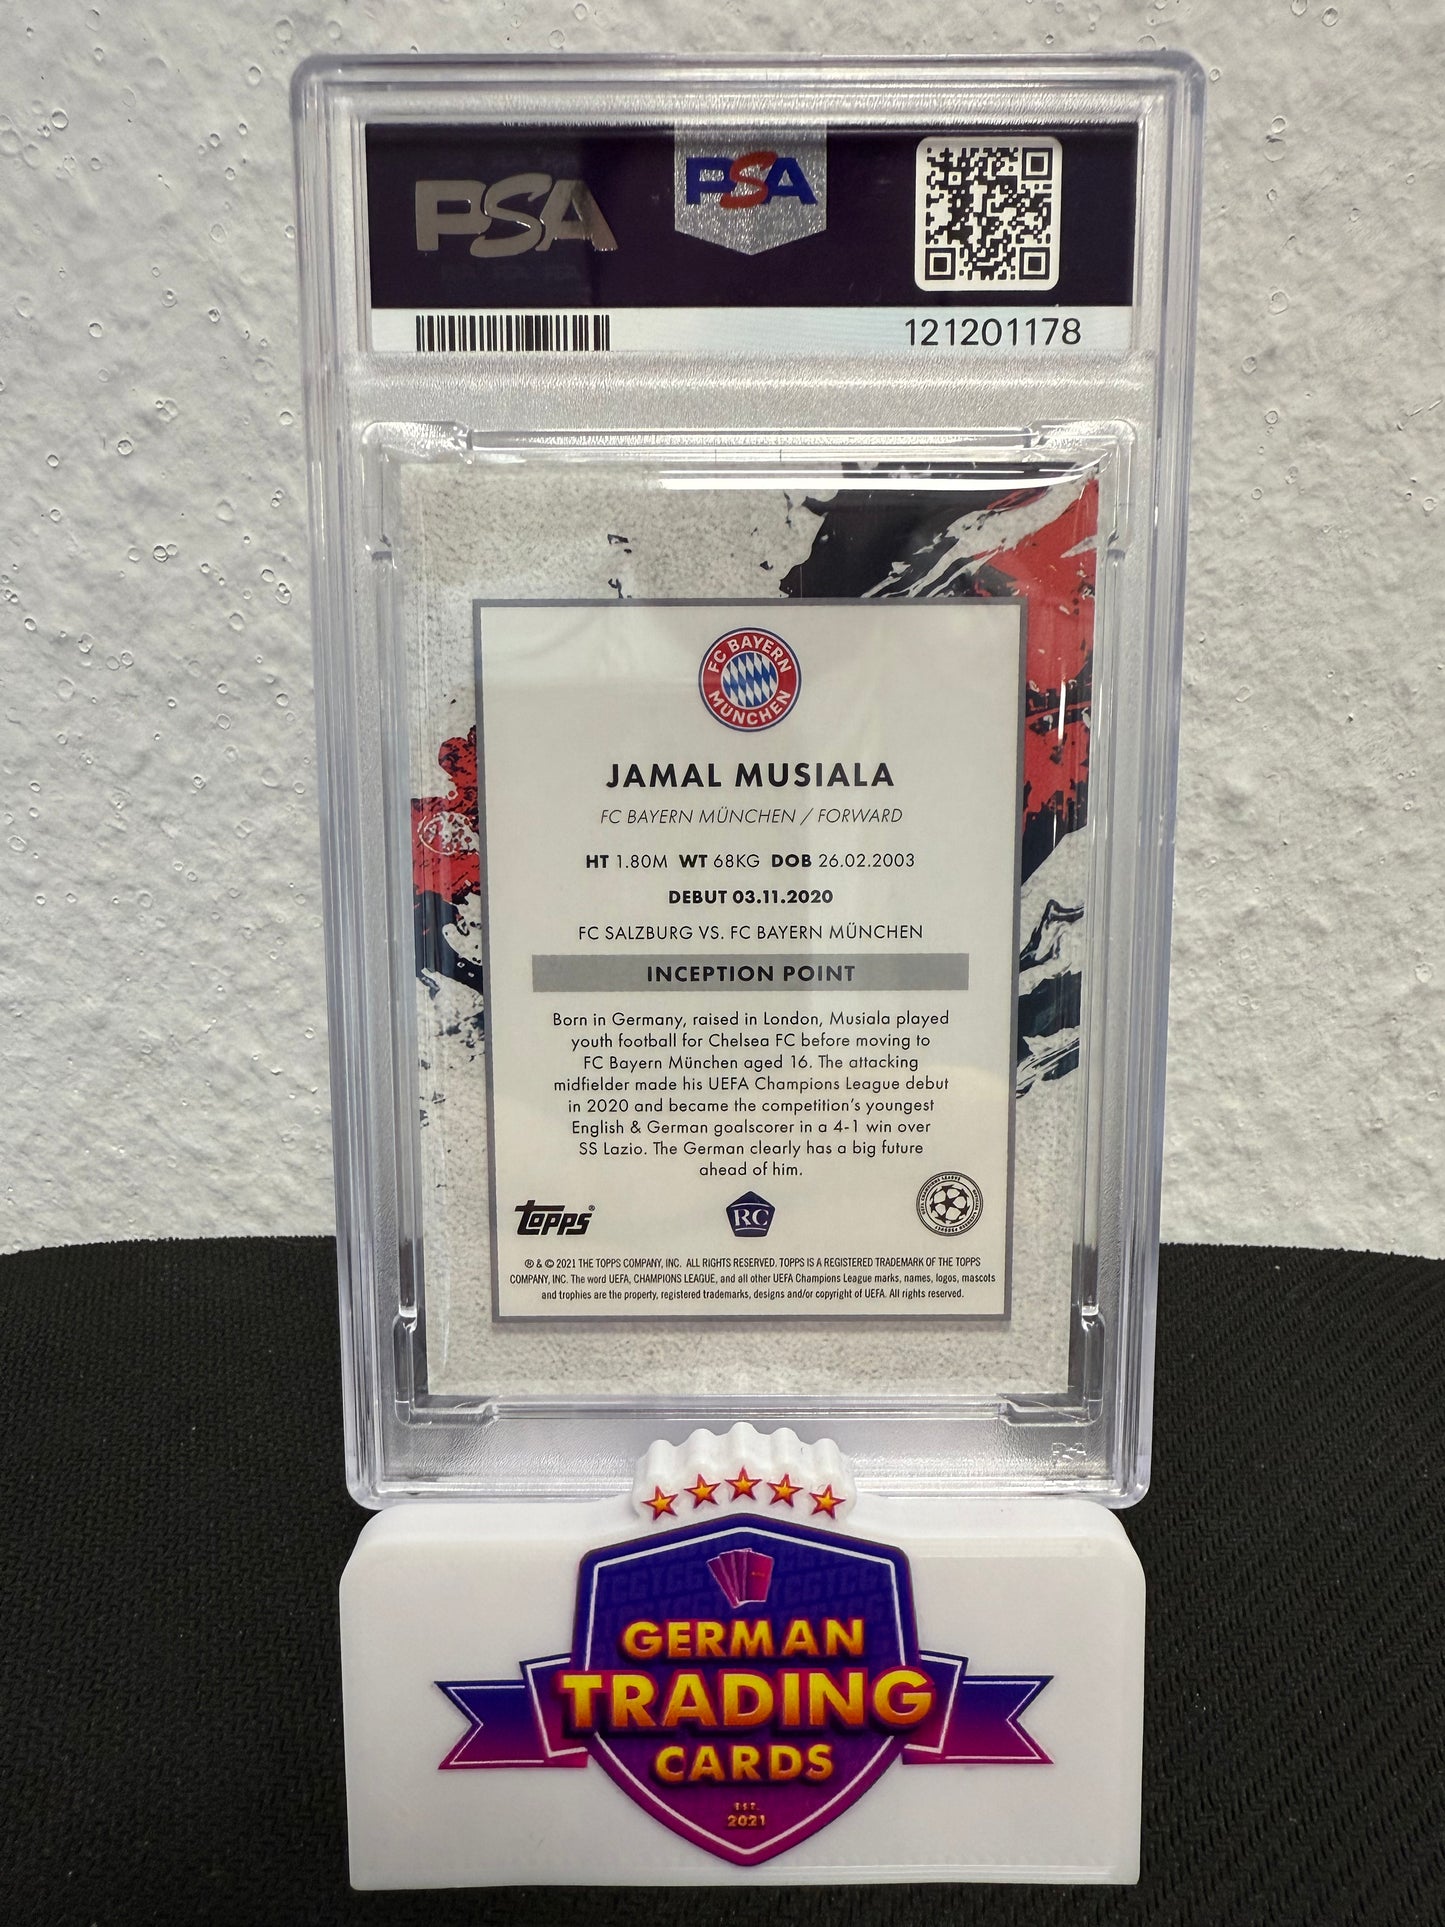 PSA
PSA
121201178
FC BAYERN
MÜNCHEN
JAMAL MUSIALA
FC BAYERN MÜNCHEN / FORWARD
HT 1.80M WT 68KG DOB 26.02.2003
DEBUT 03.11.2020
FC SALZBURG VS. FC BAYERN MÜNCHEN
INCEPTION POINT
Born in Germany, raised in London, Musiala played
youth football for Chelsea FC before moving to
FC Bayern München aged 16. The attacking
midfielder made his UEFA Champions League debut
in 2020 and became the competition's youngest
English & German goalscorer in a 4-1 win over
SS Lazio. The German clearly has a big future
ahead of him.
Topps®
RC
® & © 2021 THE TOPPS COMPANY, INC. ALL RIGHTS RESERVED. TOPPS IS A REGISTERED TRADEMARK OF THE TOPPS
COMPANY, INC. The word UEFA, CHAMPIONS LEAGUE, and all other UEFA Champions League marks, names, logos, mascots
and trophies are the property, registered trademarks, designs and/or copyright of UEFA. All rights reserved.
GERMAN
TRADING
CARDS
EST.
2021